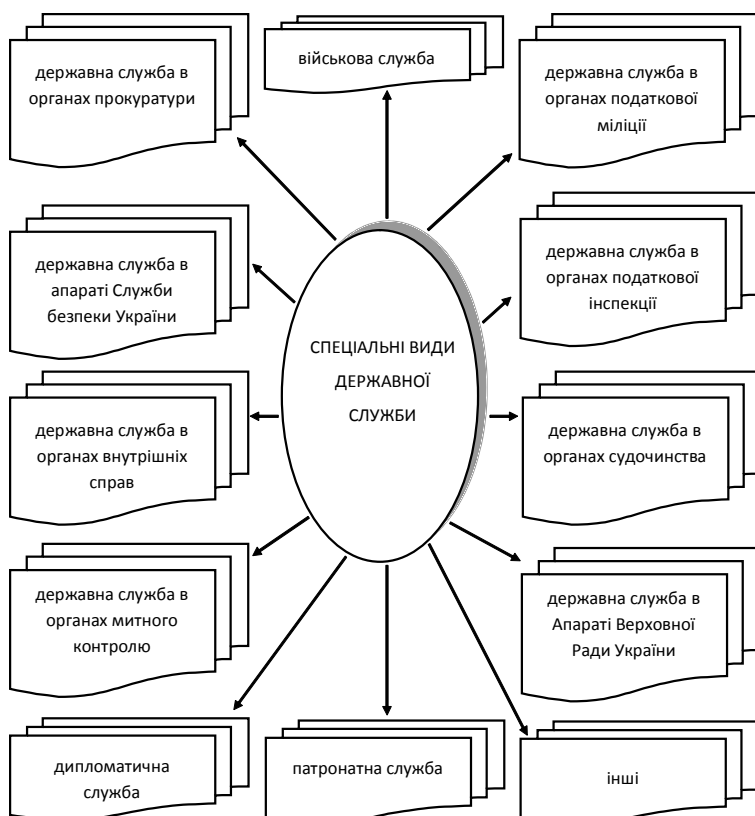 державна служба в
органах прокуратури
військова служба
державна служба в
органах податкової
міліції
державна служба в
апараті Служби
безпеки України
державна служба в
органах податкової
інспекції
СПЕЦІАЛЬНІ ВИДИ
ДЕРЖАВНОЇ
СЛУЖБИ
державна служба в
органах внутрішніх
справ
державна служба в
органах судочинства
державна служба в
органах митного
контролю
державна служба в
Апараті Верховної
Ради України
дипломатична
служба
патронатна служба
інші